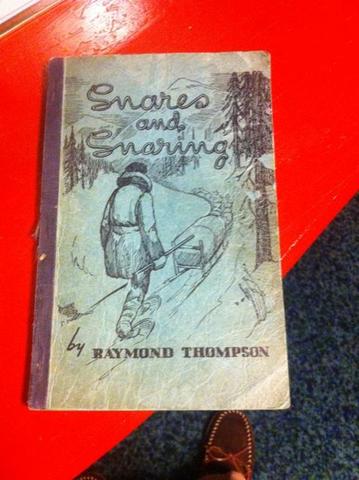 Snares
and
Snaring
by RAYMOND THOMPSON